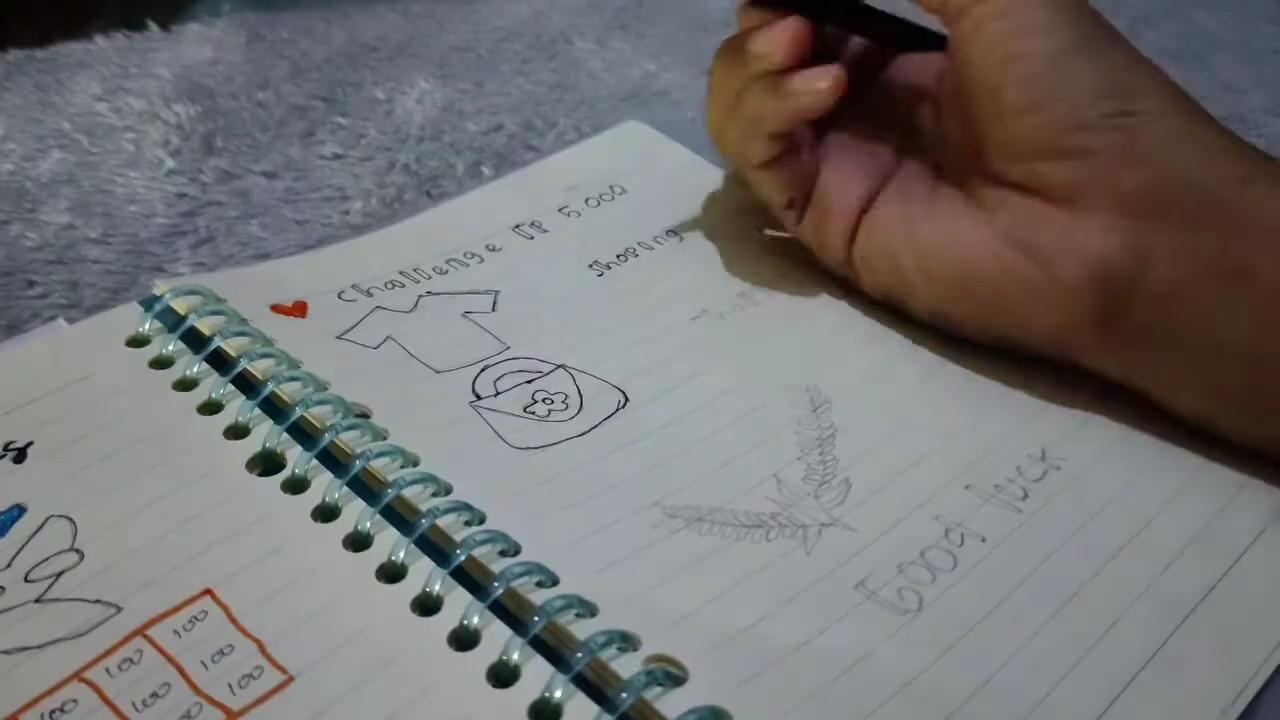 Challenge Rp 5.000
shoping
Good luck
100 100
100 100 100
100